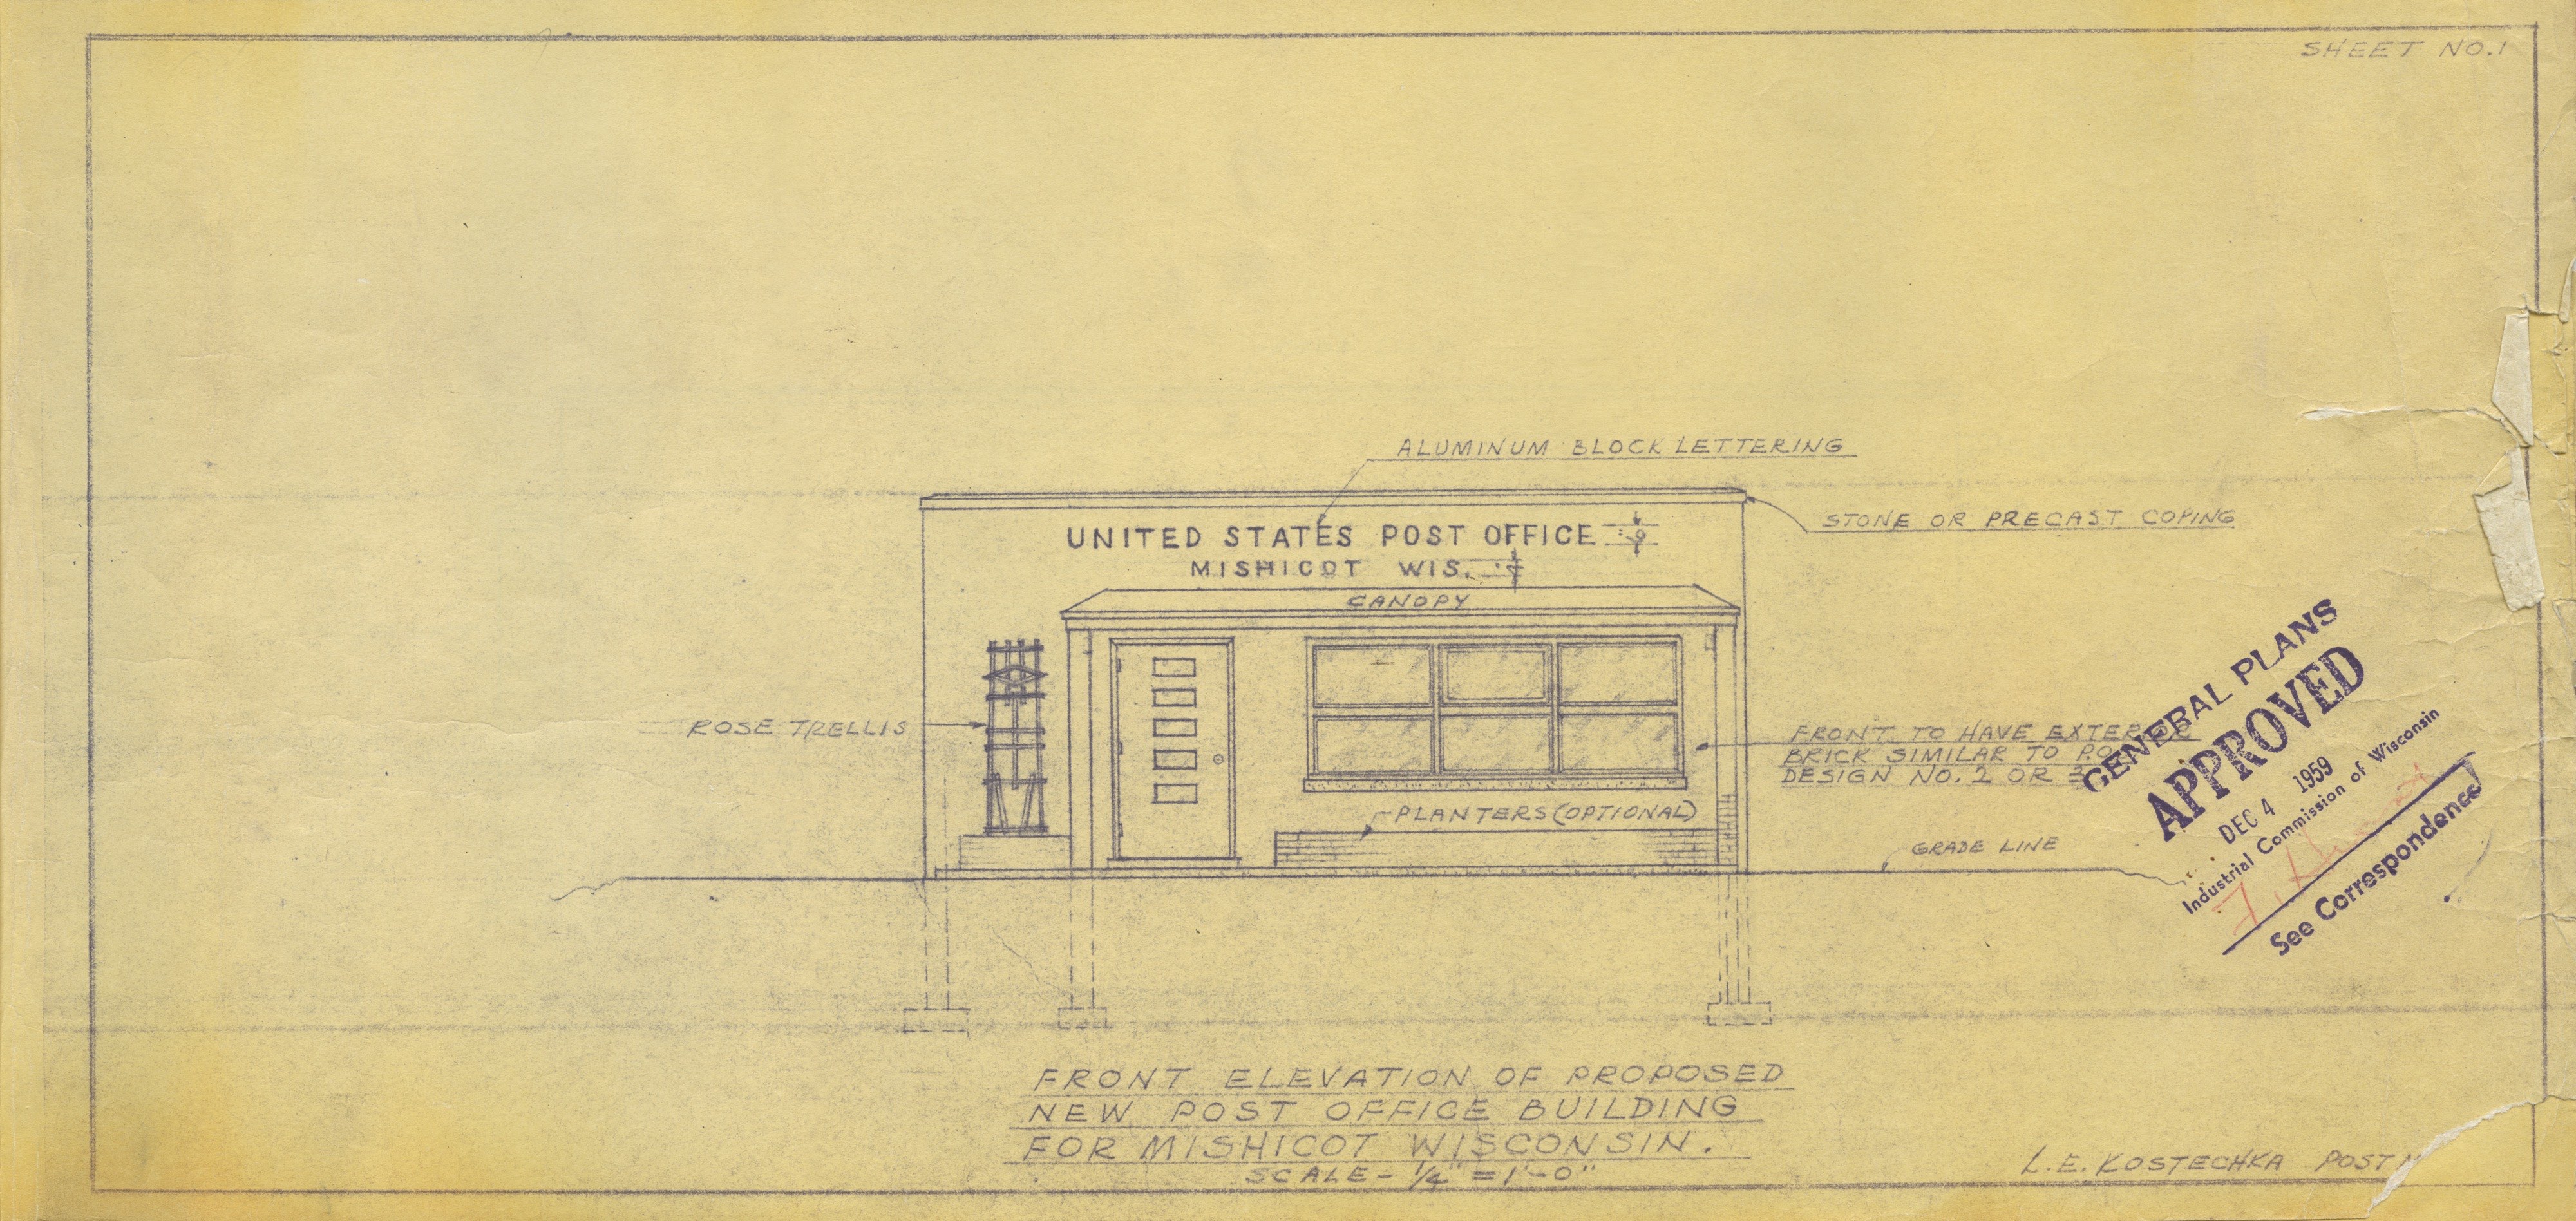 SHEET NO. 1
ALUMINUM BLOCK LETTERING
STONE OR PRECAST COPING
UNITED STATES POST OFFICE
MISHICOT WIS.
CANOPY
ROSE TRELLIS
FRONT TO HAVE EXTERIOR
BRICK SIMILAR TO P.O.
DESIGN NO. 2 OR 3
PLANTERS (OPTIONAL)
GRADE LINE
GENERAL PLANS
APPROVED
DEC 4 1959
Industrial Commission of Wisconsin
See Correspondence
FRONT ELEVATION OF PROPOSED
NEW POST OFFICE BUILDING
FOR MISHICOT WISCONSIN.
SCALE - 1/4" = 1'-0"
L.E. KOSTECHKA POST